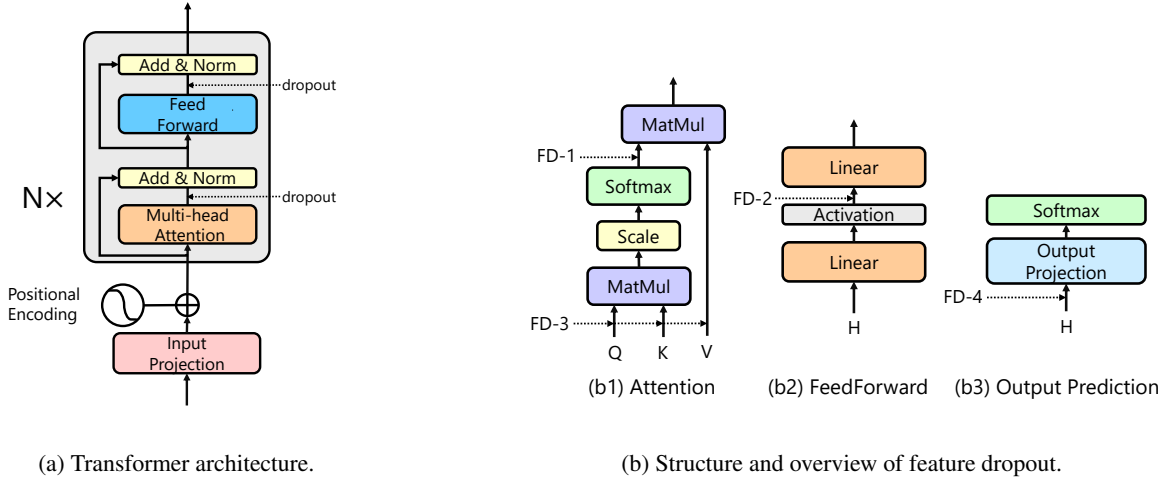 Add & Norm
dropout
Feed
Forward
Add & Norm
dropout
N×
Multi-head
Attention
Positional
Encoding
Input
Projection
(a) Transformer architecture.
MatMul
FD-1
Softmax
Scale
MatMul
FD-3
Q K V
(b1) Attention
Linear
FD-2
Activation
Linear
H
(b2) FeedForward
Softmax
Output
Projection
FD-4
H
(b3) Output Prediction
(b) Structure and overview of feature dropout.